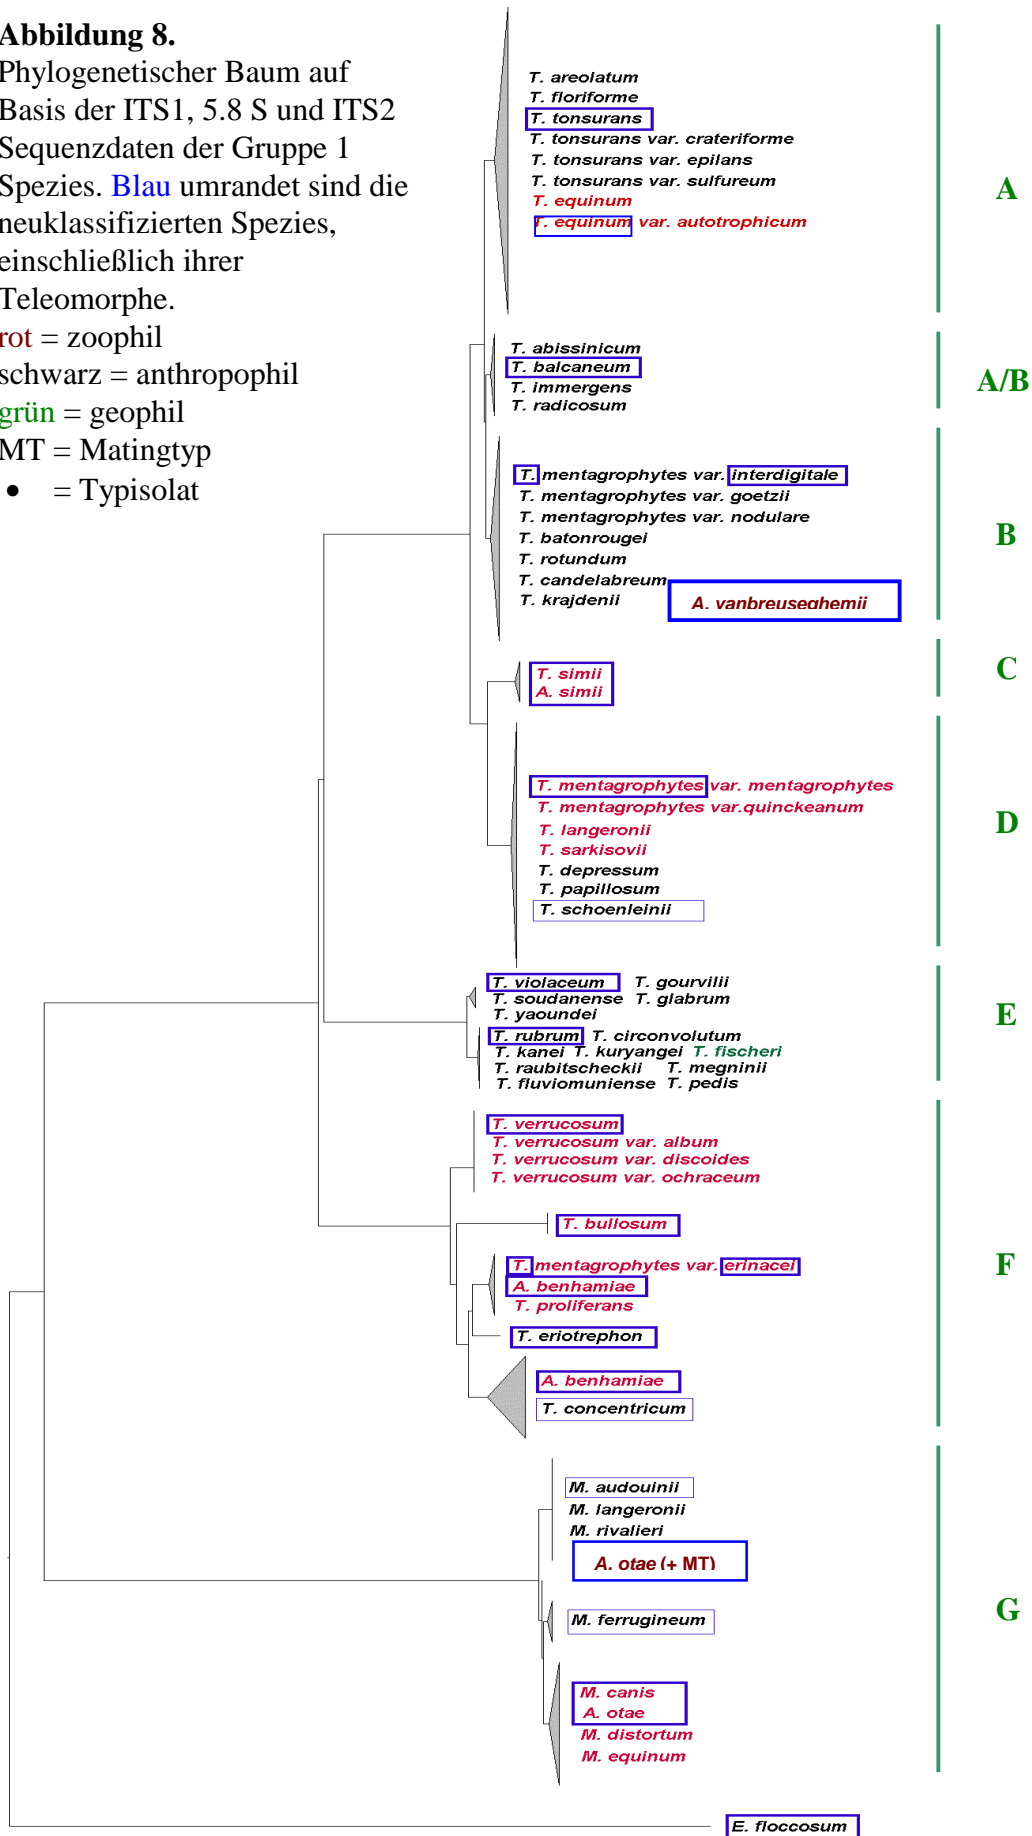 Abbildung 8.
Phylogenetischer Baum auf
Basis der ITS1, 5.8 S und ITS2
Sequenzdaten der Gruppe 1
Spezies. Blau umrandet sind die
neuklassifizierten Spezies,
einschließlich ihrer
Teleomorphe.
rot = zoophil
schwarz = anthropophil
grün = geophil
MT = Matingtyp
• = Typisolat
T. areolatum
T. floriforme
T. tonsurans
T. tonsurans var. crateriforme
T. tonsurans var. epilans
T. tonsurans var. sulfureum
T. equinum
T. equinum var. autotrophicum
A
T. abissinicum
T. balcaneum
T. immergens
T. radicosum
A/B
T. mentagrophytes var. interdigitale
T. mentagrophytes var. goetzii
T. mentagrophytes var. nodulare
T. batonrougei
T. rotundum
T. candelabreum
T. krajdenii
A. vanbreuseghemii
B
T. simii
A. simii
C
T. mentagrophytes var. mentagrophytes
T. mentagrophytes var.quinckeanum
T. langeronii
T. sarkisovii
T. depressum
T. papillosum
T. schoenleinii
D
T. violaceum T. gourvilii
T. soudanense T. glabrum
T. yaoundei
T. rubrum T. circonvolutum
T. kanei T. kuryangei T. fischeri
T. raubitscheckii T. megninii
T. fluviomuniense T. pedis
E
T. verrucosum
T. verrucosum var. album
T. verrucosum var. discoides
T. verrucosum var. ochraceum
T. bullosum
T. mentagrophytes var. erinacei
A. benhamiae
T. proliferans
T. eriotrephon
A. benhamiae
T. concentricum
F
M. audouinii
M. langeronii
M. rivalieri
A. otae (+ MT)
M. ferrugineum
M. canis
A. otae
M. distortum
M. equinum
G
E. floccosum